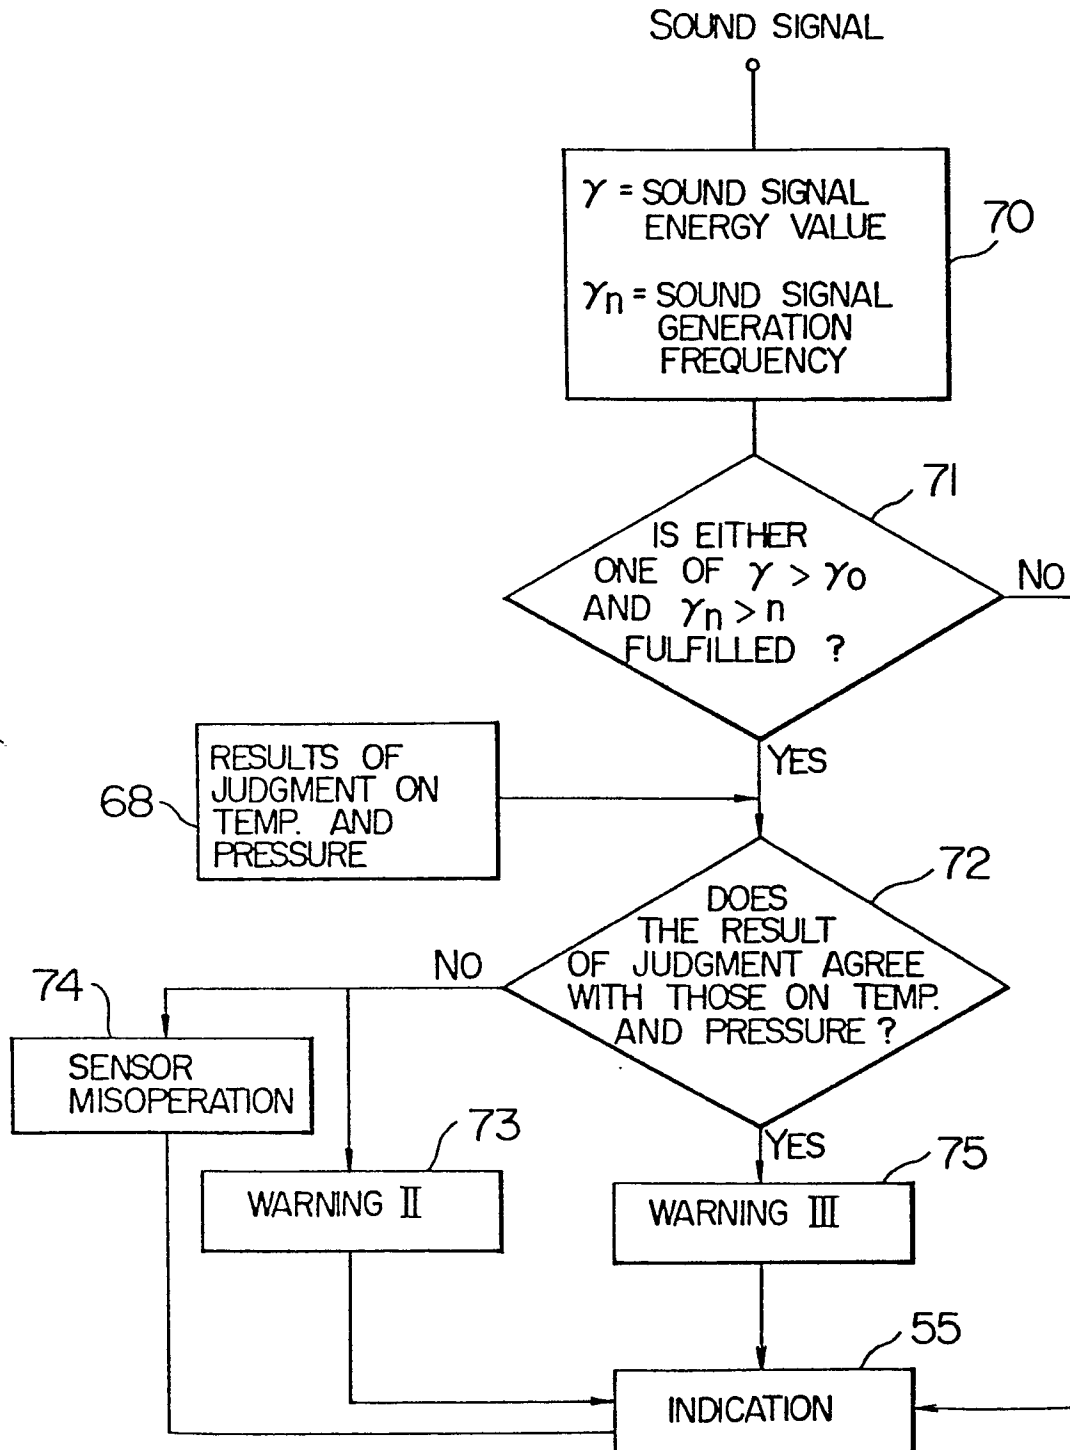 SOUND SIGNAL
γ = SOUND SIGNAL
ENERGY VALUE
70
γn = SOUND SIGNAL
GENERATION
FREQUENCY
71
IS EITHER
ONE OF γ > γo
AND γn > n
FULFILLED ?
NO
YES
RESULTS OF
JUDGMENT ON
TEMP. AND
PRESSURE
68
72
DOES
THE RESULT
OF JUDGMENT AGREE
WITH THOSE ON TEMP.
AND PRESSURE ?
NO
74
SENSOR
MISOPERATION
YES
73
WARNING II
75
WARNING III
55
INDICATION